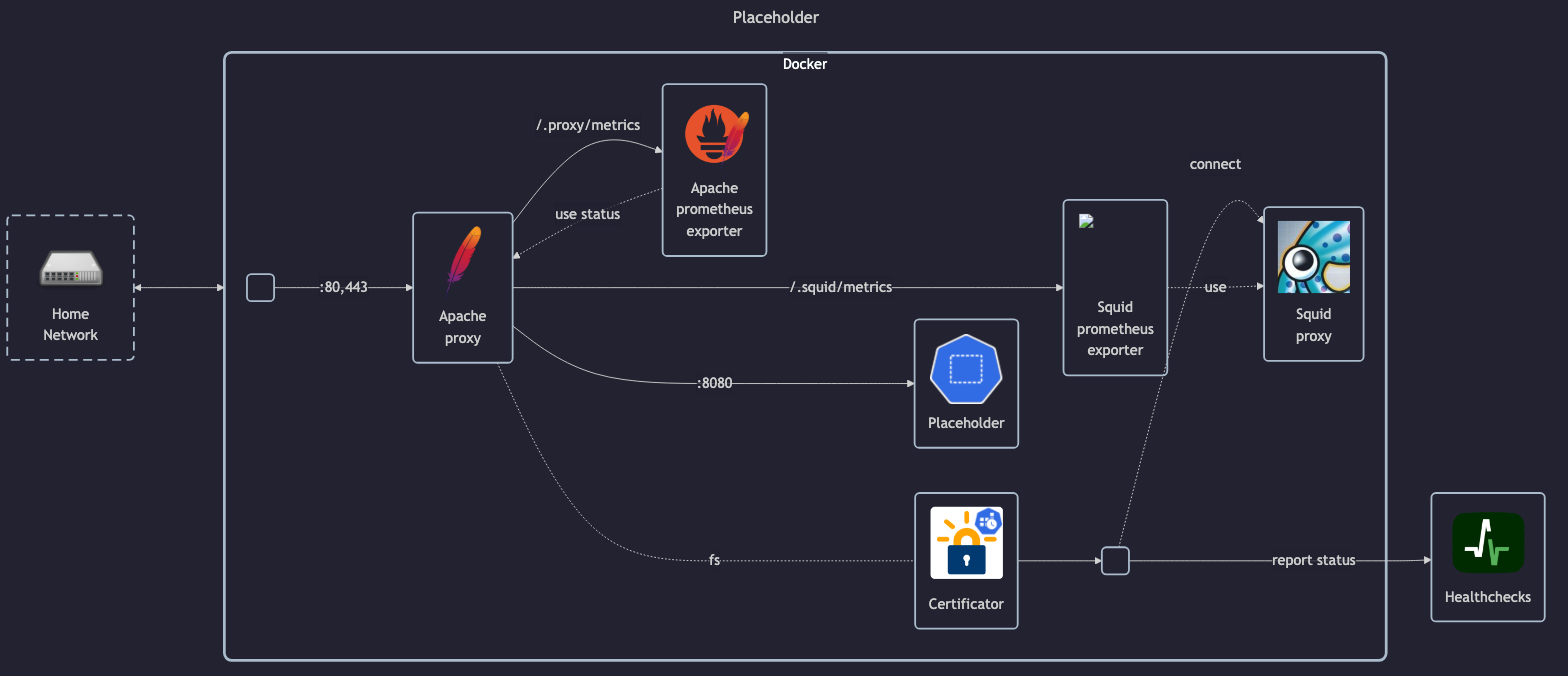 Placeholder
Docker
/.proxy/metrics
Apache
prometheus
exporter
use status
connect
Home
Network
:80,443
Apache
proxy
/.squid/metrics
Squid
prometheus
exporter
use
Squid
proxy
:8080
Placeholder
fs
Certificator
report status
Healthchecks